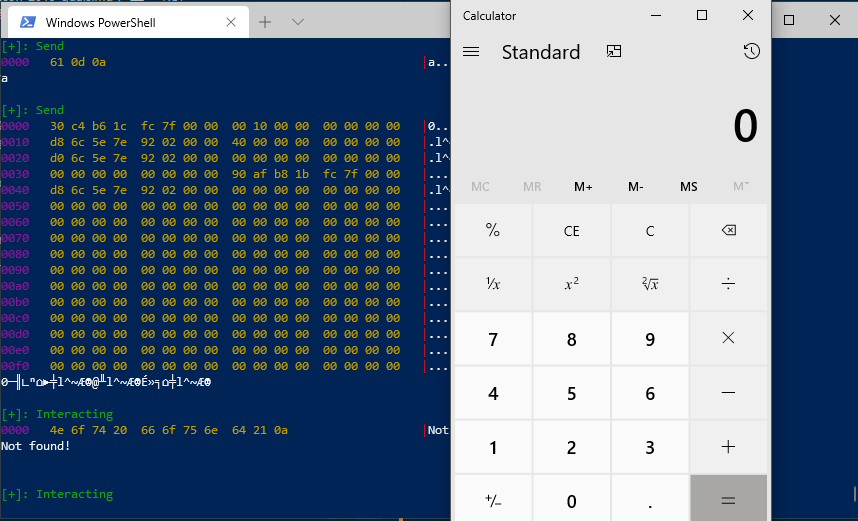 Windows PowerShell
[+]: Send
0000 61 0d 0a |a..
a
[+]: Send
0000 30 c4 b6 1c fc 7f 00 00 00 10 00 00 00 00 00 00 |0..
0010 d8 6c 5e 7e 92 02 00 00 40 00 00 00 00 00 00 00 |.l^
0020 d0 6c 5e 7e 92 02 00 00 00 00 00 00 00 00 00 00 |.l^
0030 00 00 00 00 00 00 00 00 90 af b8 1b fc 7f 00 00 |...
0040 d8 6c 5e 7e 92 02 00 00 00 00 00 00 00 00 00 00 |.l^
0050 00 00 00 00 00 00 00 00 00 00 00 00 00 00 00 00 |...
0060 00 00 00 00 00 00 00 00 00 00 00 00 00 00 00 00 |...
0070 00 00 00 00 00 00 00 00 00 00 00 00 00 00 00 00 |...
0080 00 00 00 00 00 00 00 00 00 00 00 00 00 00 00 00 |...
0090 00 00 00 00 00 00 00 00 00 00 00 00 00 00 00 00 |...
00a0 00 00 00 00 00 00 00 00 00 00 00 00 00 00 00 00 |...
00b0 00 00 00 00 00 00 00 00 00 00 00 00 00 00 00 00 |...
00c0 00 00 00 00 00 00 00 00 00 00 00 00 00 00 00 00 |...
00d0 00 00 00 00 00 00 00 00 00 00 00 00 00 00 00 00 |...
00e0 00 00 00 00 00 00 00 00 00 00 00 00 00 00 00 00 |...
00f0 00 00 00 00 00 00 00 00 00 00 00 00 00 00 00 00 |...
[+]: Interacting
0000 4e 6f 74 20 66 6f 75 6e 64 21 0a |Not
Not found!
[+]: Interacting
Calculator
Standard
0
MC MR M+ M- MS M˅
% CE C
¹/x x² ²√x ÷
7 8 9 ×
4 5 6 −
1 2 3 +
+/− 0 . =